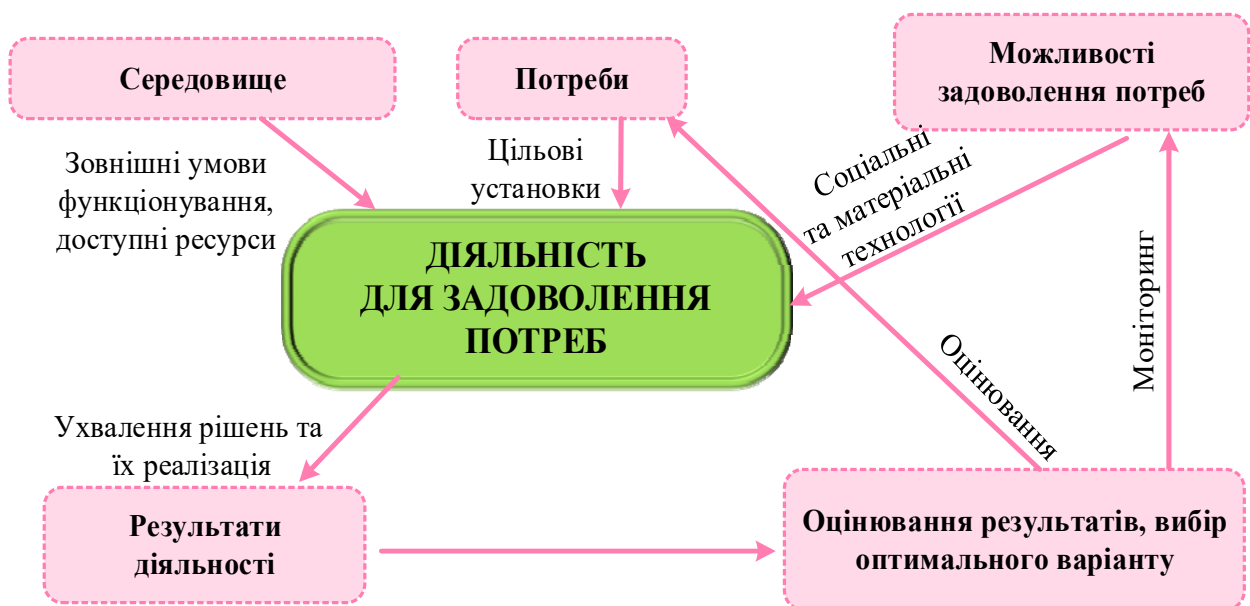 Середовище
Потреби
Можливості
задоволення потреб
Зовнішні умови
функціонування,
доступні ресурси
Цільові
установки
Соціальні
та матеріальні
технології
ДІЯЛЬНІСТЬ
ДЛЯ ЗАДОВОЛЕННЯ
ПОТРЕБ
Оцінювання
Моніторинг
Ухвалення рішень та
їх реалізація
Результати
діяльності
Оцінювання результатів, вибір
оптимального варіанту